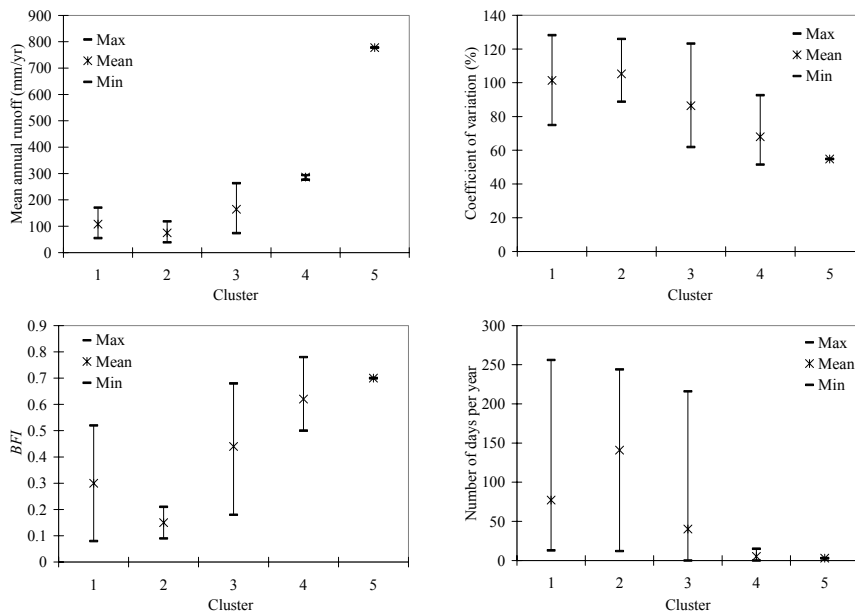 Mean annual runoff (mm/yr)
900
800
700
600
500
400
300
200
100
0
Max
Mean
Min
1 2 3 4 5
Cluster
Coefficient of variation (%)
140
120
100
80
60
40
20
0
Max
Mean
Min
1 2 3 4 5
Cluster
BFI
0.9
0.8
0.7
0.6
0.5
0.4
0.3
0.2
0.1
0
Max
Mean
Min
1 2 3 4 5
Cluster
Number of days per year
300
250
200
150
100
50
0
Max
Mean
Min
1 2 3 4 5
Cluster